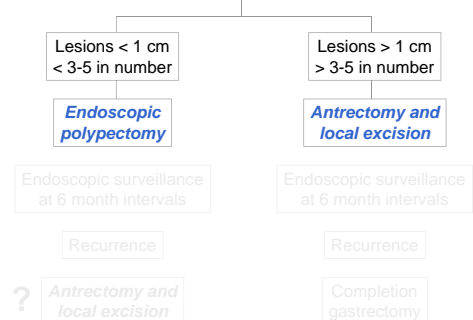 Lesions < 1 cm
< 3-5 in number
Lesions > 1 cm
> 3-5 in number
Endoscopic
polypectomy
Antrectomy and
local excision
Endoscopic surveillance
at 6 month intervals
Endoscopic surveillance
at 6 month intervals
Recurrence
Recurrence
?
Antrectomy and
local excision
Completion
gastrectomy